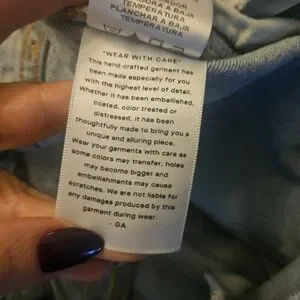 TEMPERATURA
PLANCHAR A BAJA
TEMPERATURA
"WEAR WITH CARE"
This hand-crafted garment has
been made especially for you
with the highest level of detail.
Whether it has been embellished,
coated, color treated or
distressed, it has been
thoughtfully made to bring you a
unique and alluring piece.
Wear your garments with care as
some colors may transfer, holes
may become bigger and
embellishments may cause
scratches. We are not liable for
any damages produced by this
garment during wear.
- GA